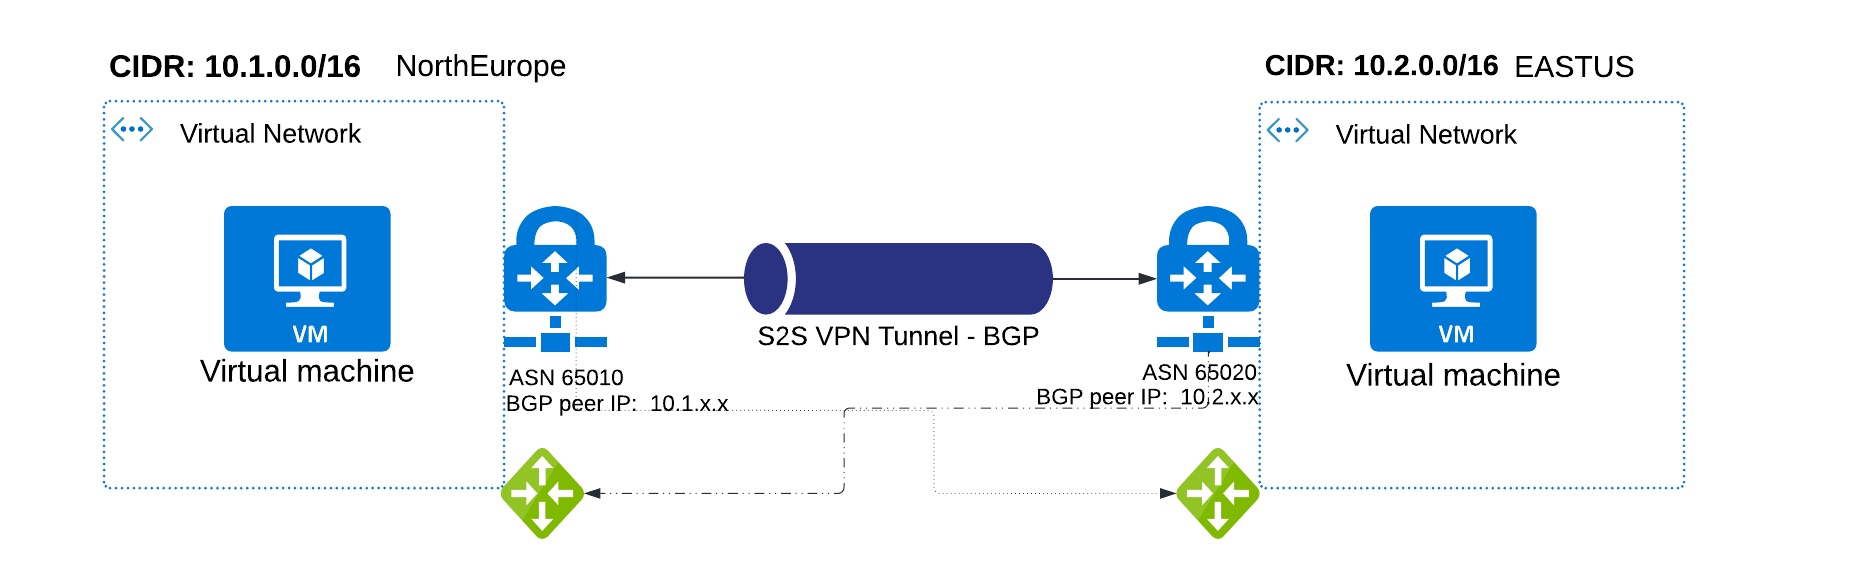 CIDR: 10.1.0.0/16 NorthEurope
CIDR: 10.2.0.0/16 EASTUS
Virtual Network
Virtual Network
VM
Virtual machine
S2S VPN Tunnel - BGP
VM
Virtual machine
ASN 65010
BGP peer IP: 10.1.x.x
ASN 65020
BGP peer IP: 10.2.x.x